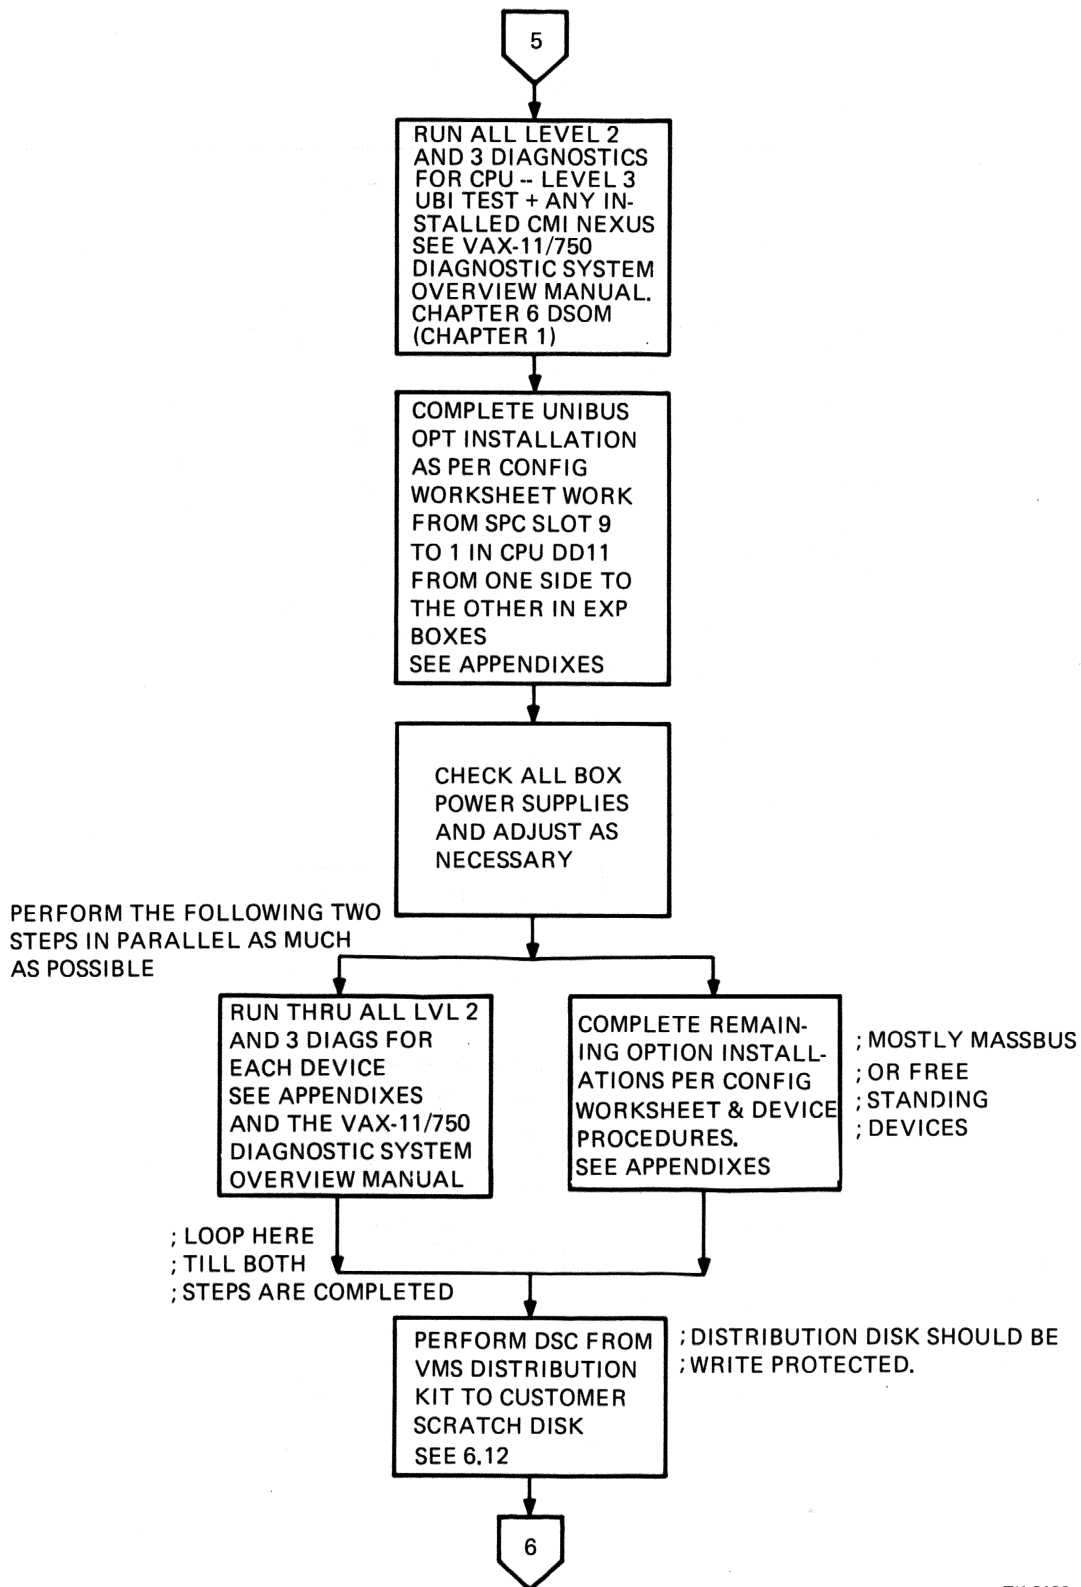 5
RUN ALL LEVEL 2
AND 3 DIAGNOSTICS
FOR CPU -- LEVEL 3
UBI TEST + ANY IN-
STALLED CMI NEXUS
SEE VAX-11/750
DIAGNOSTIC SYSTEM
OVERVIEW MANUAL.
CHAPTER 6 DSOM
(CHAPTER 1)
COMPLETE UNIBUS
OPT INSTALLATION
AS PER CONFIG
WORKSHEET WORK
FROM SPC SLOT 9
TO 1 IN CPU DD11
FROM ONE SIDE TO
THE OTHER IN EXP
BOXES
SEE APPENDIXES
CHECK ALL BOX
POWER SUPPLIES
AND ADJUST AS
NECESSARY
PERFORM THE FOLLOWING TWO
STEPS IN PARALLEL AS MUCH
AS POSSIBLE
RUN THRU ALL LVL 2
AND 3 DIAGS FOR
EACH DEVICE
SEE APPENDIXES
AND THE VAX-11/750
DIAGNOSTIC SYSTEM
OVERVIEW MANUAL
COMPLETE REMAIN-
ING OPTION INSTALL-
ATIONS PER CONFIG
WORKSHEET & DEVICE
PROCEDURES.
SEE APPENDIXES
; MOSTLY MASSBUS
; OR FREE
; STANDING
; DEVICES
; LOOP HERE
; TILL BOTH
; STEPS ARE COMPLETED
PERFORM DSC FROM
VMS DISTRIBUTION
KIT TO CUSTOMER
SCRATCH DISK
SEE 6.12
; DISTRIBUTION DISK SHOULD BE
; WRITE PROTECTED.
6